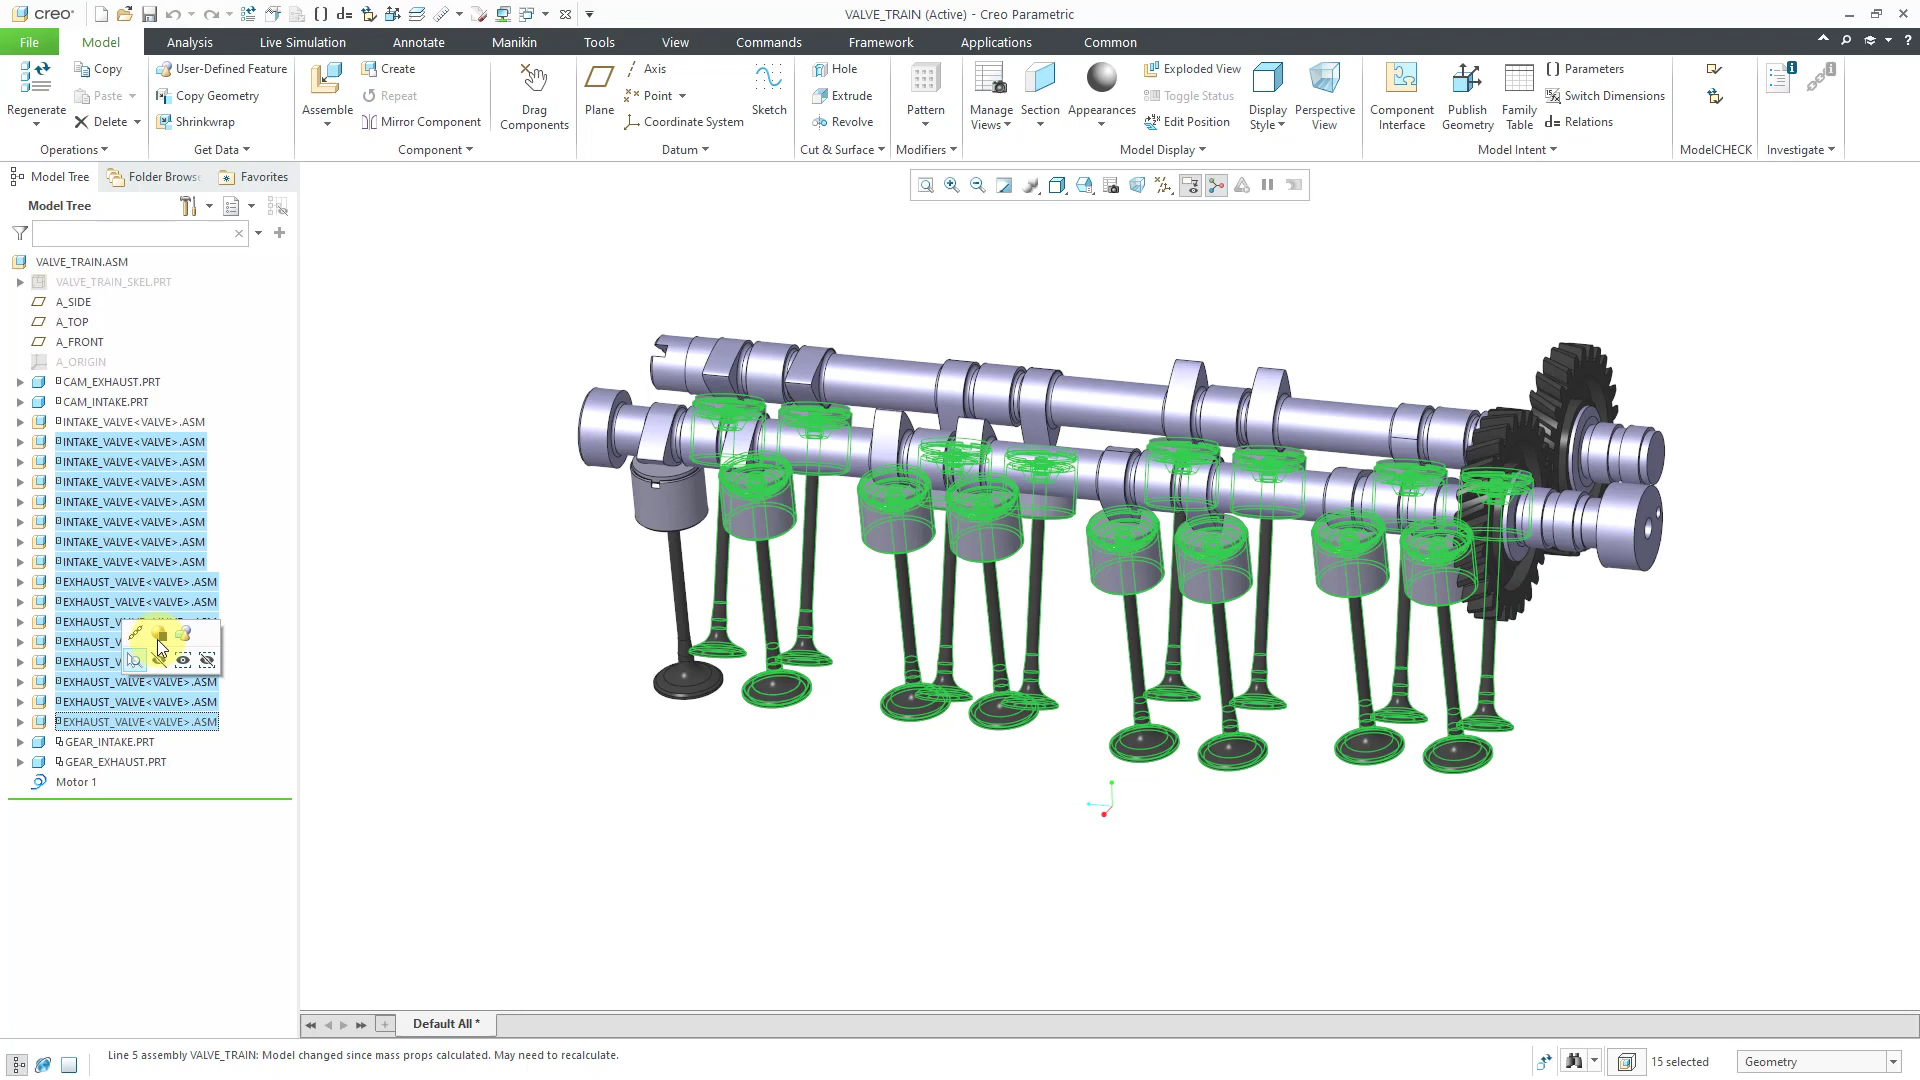 creo
VALVE_TRAIN (Active) - Creo Parametric
File
Model
Analysis
Live Simulation
Annotate
Manikin
Tools
View
Commands
Framework
Applications
Common
Regenerate
Copy
Paste
Delete
Operations
User-Defined Feature
Copy Geometry
Shrinkwrap
Get Data
Assemble
Create
Repeat
Mirror Component
Component
Drag
Components
Plane
Axis
Point
Coordinate System
Sketch
Datum
Hole
Extrude
Revolve
Cut & Surface
Pattern
Modifiers
Manage
Views
Section
Appearances
Exploded View
Toggle Status
Edit Position
Display
Style
Perspective
View
Model Display
Component
Interface
Publish
Geometry
Family
Table
Parameters
Switch Dimensions
d= Relations
Model Intent
ModelCHECK
Investigate
Model Tree
Folder Brows
Favorites
Model Tree
VALVE_TRAIN.ASM
VALVE_TRAIN_SKEL.PRT
A_SIDE
A_TOP
A_FRONT
A_ORIGIN
CAM_EXHAUST.PRT
CAM_INTAKE.PRT
INTAKE_VALVE<VALVE>.ASM
INTAKE_VALVE<VALVE>.ASM
INTAKE_VALVE<VALVE>.ASM
INTAKE_VALVE<VALVE>.ASM
INTAKE_VALVE<VALVE>.ASM
INTAKE_VALVE<VALVE>.ASM
INTAKE_VALVE<VALVE>.ASM
INTAKE_VALVE<VALVE>.ASM
EXHAUST_VALVE<VALVE>.ASM
EXHAUST_VALVE<VALVE>.ASM
EXHAUST_VALVE<VALVE>.ASM
EXHAUST_V
EXHAUST_V
EXHAUST_VALVE<VALVE>.ASM
EXHAUST_VALVE<VALVE>.ASM
EXHAUST_VALVE<VALVE>.ASM
GEAR_INTAKE.PRT
GEAR_EXHAUST.PRT
Motor 1
Default All *
Line 5 assembly VALVE_TRAIN: Model changed since mass props calculated. May need to recalculate.
15 selected
Geometry